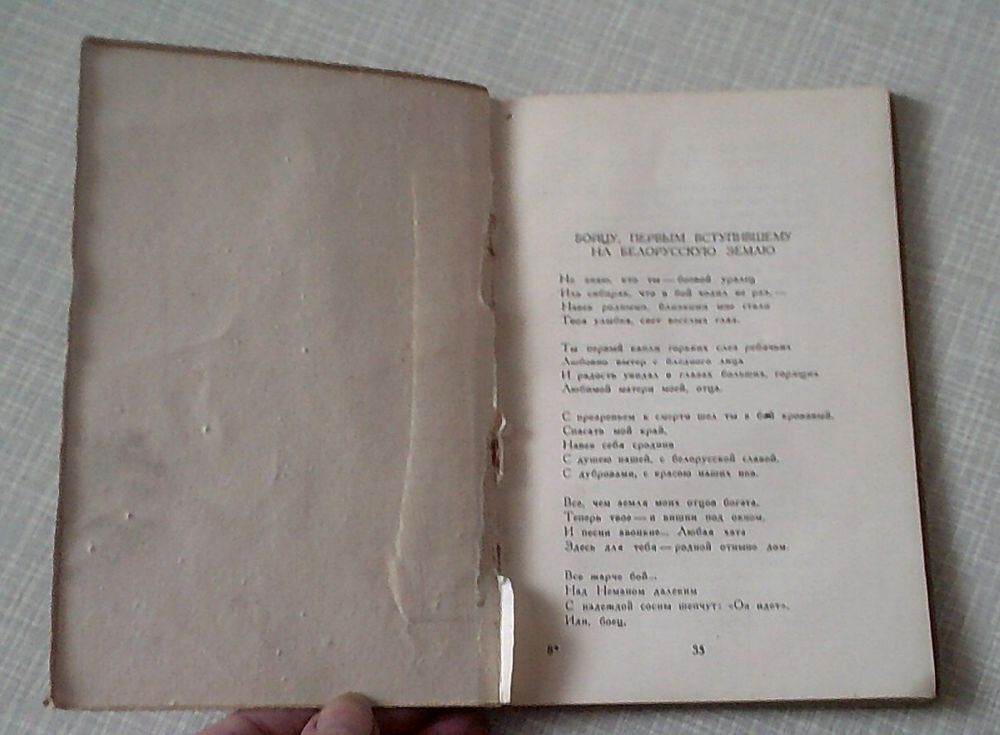 БОЙЦУ, ПЕРВЫМ ВСТУПИВШЕМУ
НА БЕЛОРУССКУЮ ЗЕМЛЮ
Не знаю, кто ты — боевой уралец
Иль сибиряк, что в бой ходил не раз, —
Навек родными, близкими мне стали
Твоя улыбка, свет веселых глаз.
Ты первый капли горьких слез ребячьих
Любовно вытер с бледного лица
И радость увидал в глазах больших, горящих
Любимой матери моей, отца.
С презреньем к смерти шел ты в бой кровавый,
Спасать мой край,
Навек себя сроднив
С душою нашей, с белорусской славой,
С дубровами, с красою наших нив.
Все, чем земля моих отцов богата,
Теперь твое — и вишни под окном,
И песни звонкие... Любая хата
Здесь для тебя — родной отныне дом.
Все жарче бой...
Над Неманом далеким
С надеждой сосны шепчут: «Он идет».
Иди, боец,
8* 35